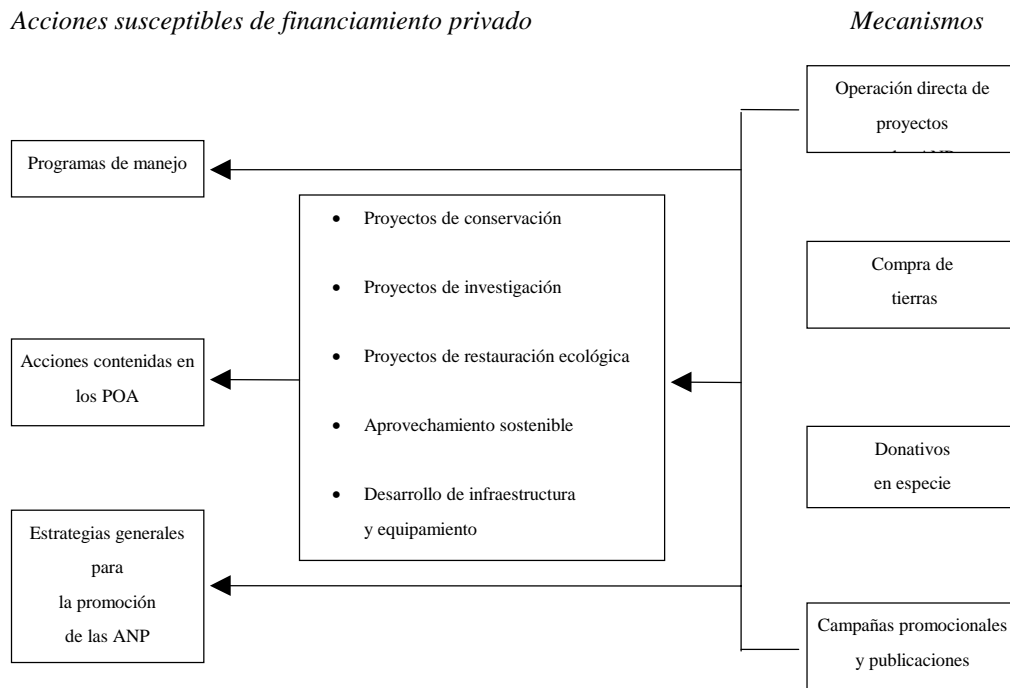 Acciones susceptibles de financiamiento privado
Mecanismos
Programas de manejo
Acciones contenidas en
los POA
Estrategias generales
para
la promoción
de las ANP
• Proyectos de conservación
• Proyectos de investigación
• Proyectos de restauración ecológica
• Aprovechamiento sostenible
• Desarrollo de infraestructura
y equipamiento
Operación directa de
proyectos
Compra de
tierras
Donativos
en especie
Campañas promocionales
y publicaciones